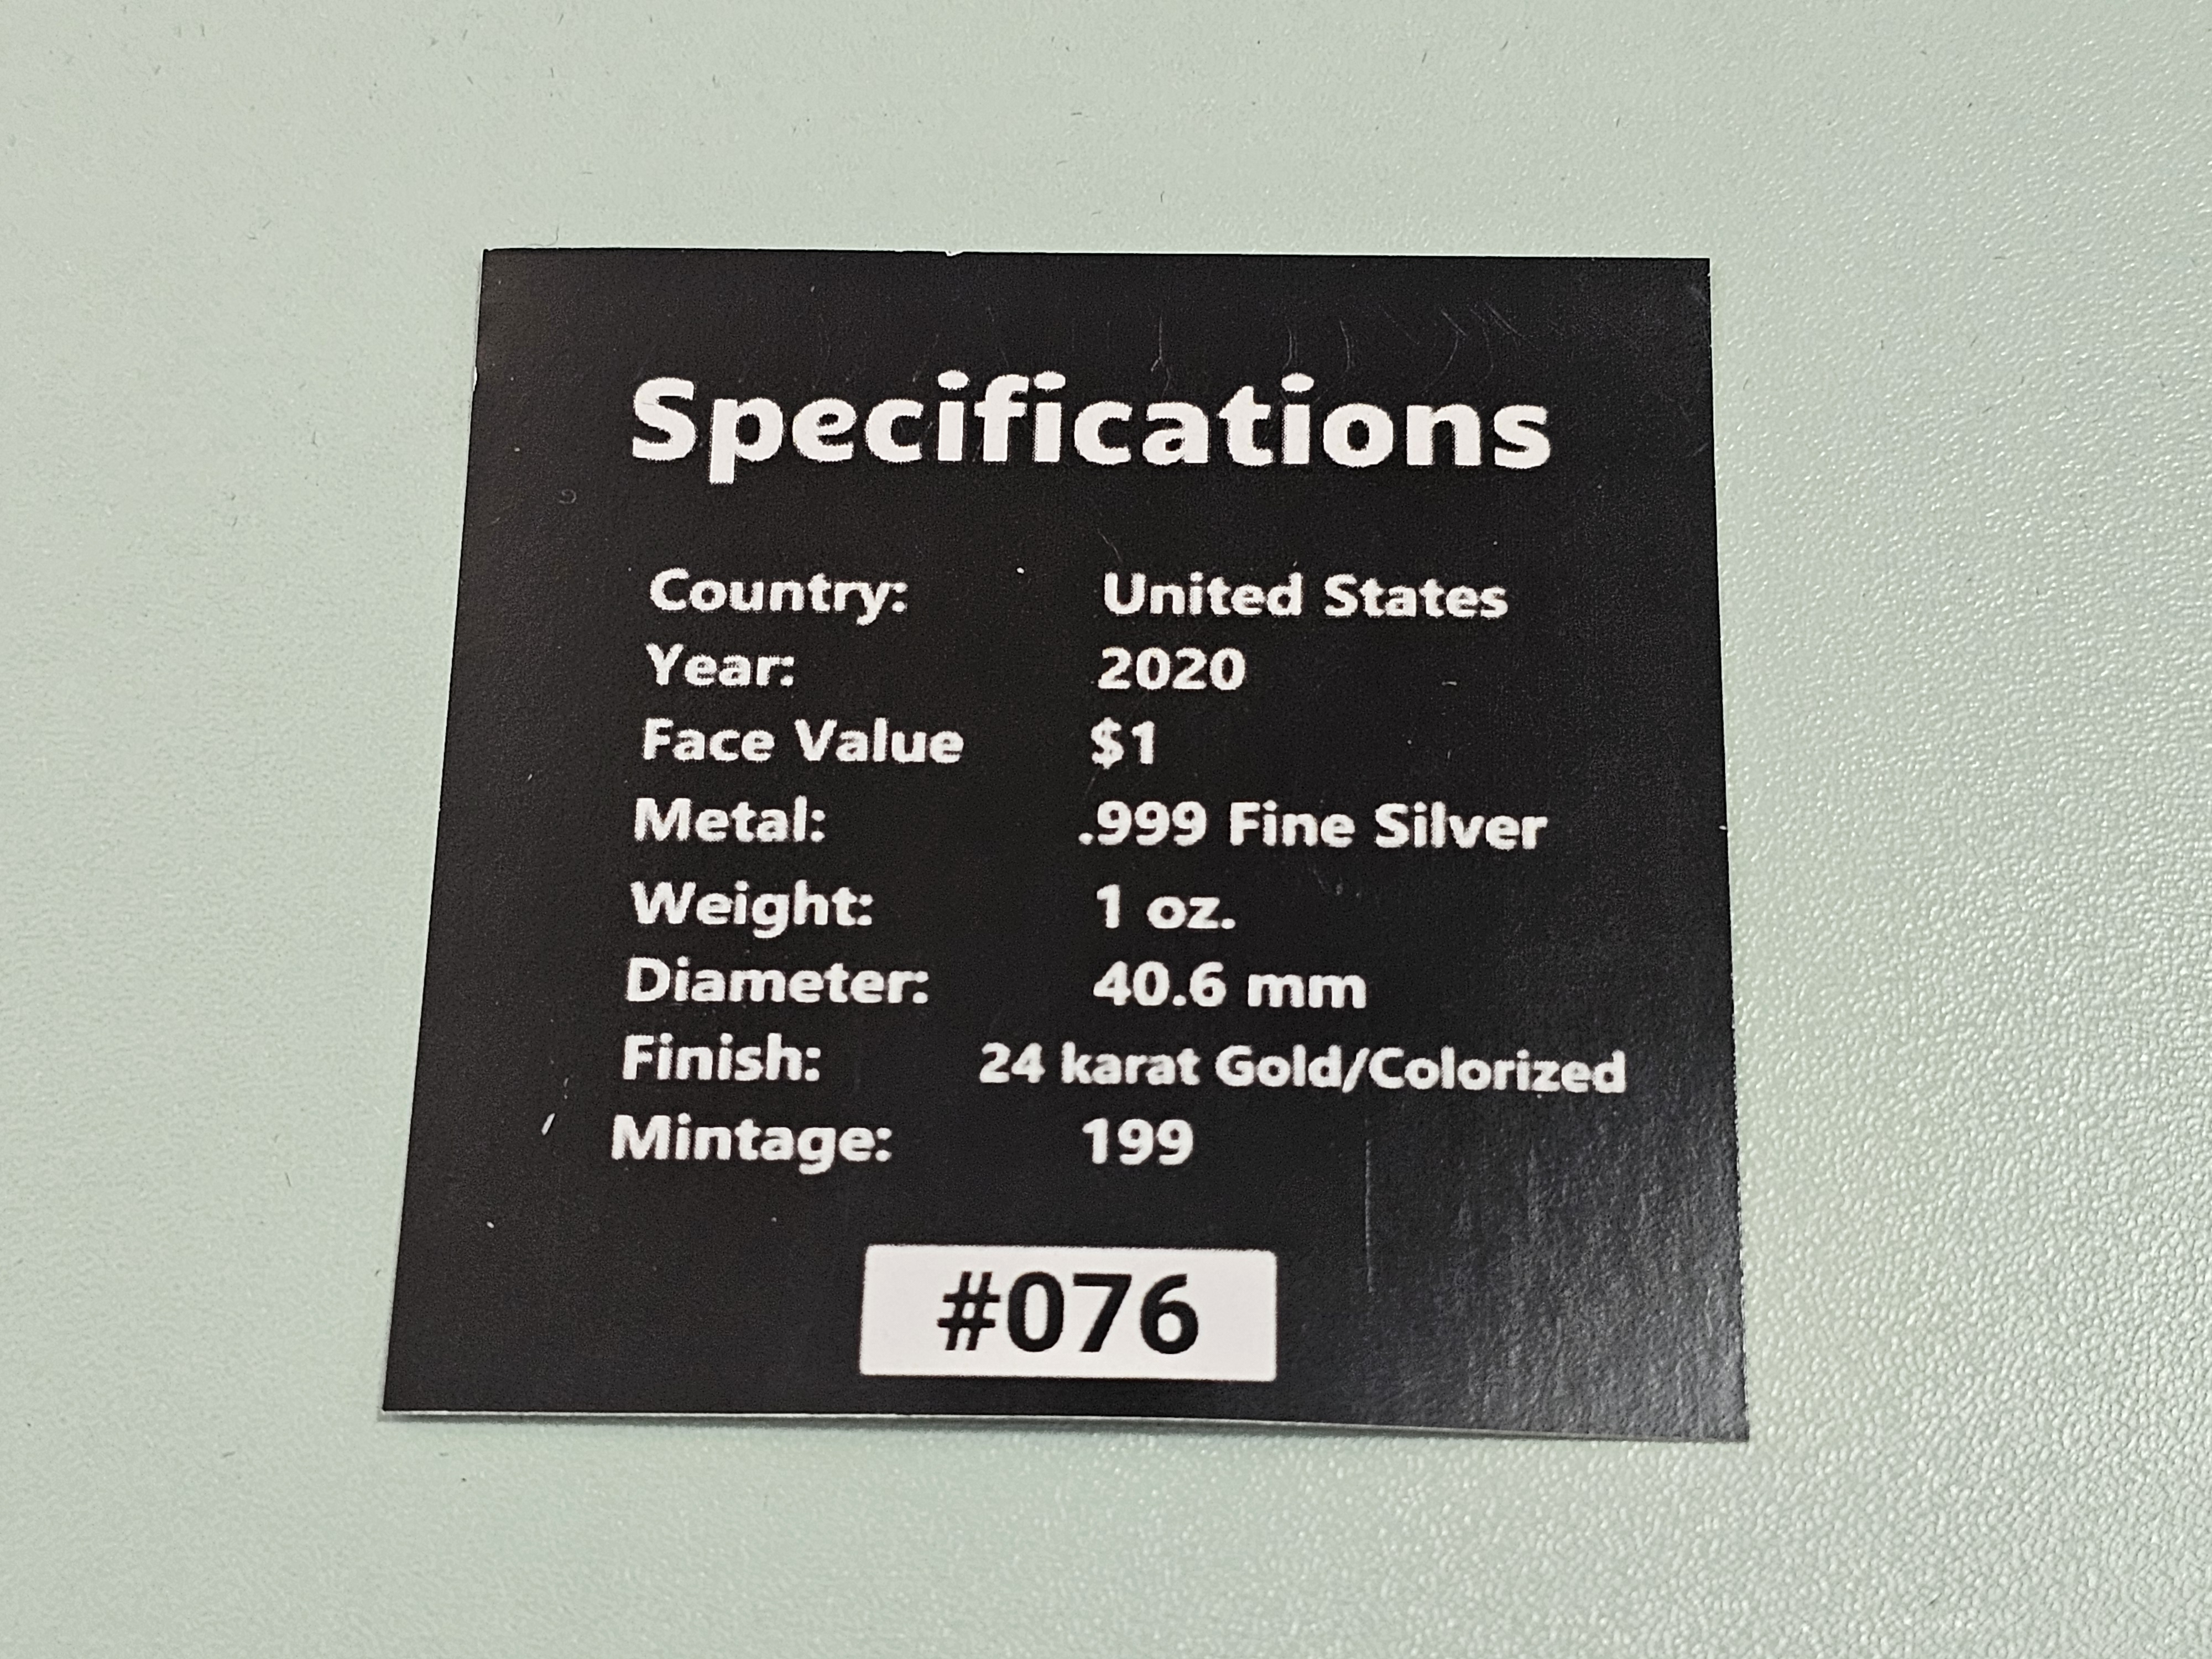 Specifications
Country: United States
Year: 2020
Face Value $1
Metal: .999 Fine Silver
Weight: 1 oz.
Diameter: 40.6 mm
Finish: 24 karat Gold/Colorized
Mintage: 199
#076